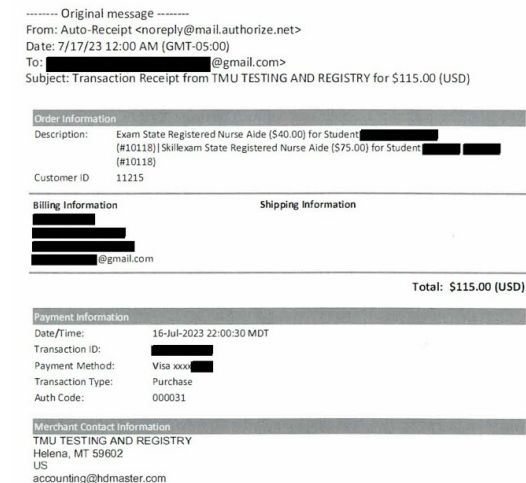 -------- Original message --------
From: Auto-Receipt <noreply@mail.authorize.net>
Date: 7/17/23 12:00 AM (GMT-05:00)
To: @gmail.com>
Subject: Transaction Receipt from TMU TESTING AND REGISTRY for $115.00 (USD)
Order Information
Description: Exam State Registered Nurse Aide ($40.00) for Student
(#10118)|Skillexam State Registered Nurse Aide ($75.00) for Student
(#10118)
Customer ID 11215
Billing Information Shipping Information
@gmail.com
Total: $115.00 (USD)
Payment Information
Date/Time: 16-Jul-2023 22:00:30 MDT
Transaction ID:
Payment Method: Visa xxxx
Transaction Type: Purchase
Auth Code: 000031
Merchant Contact Information
TMU TESTING AND REGISTRY
Helena, MT 59602
US
accounting@hdmaster.com